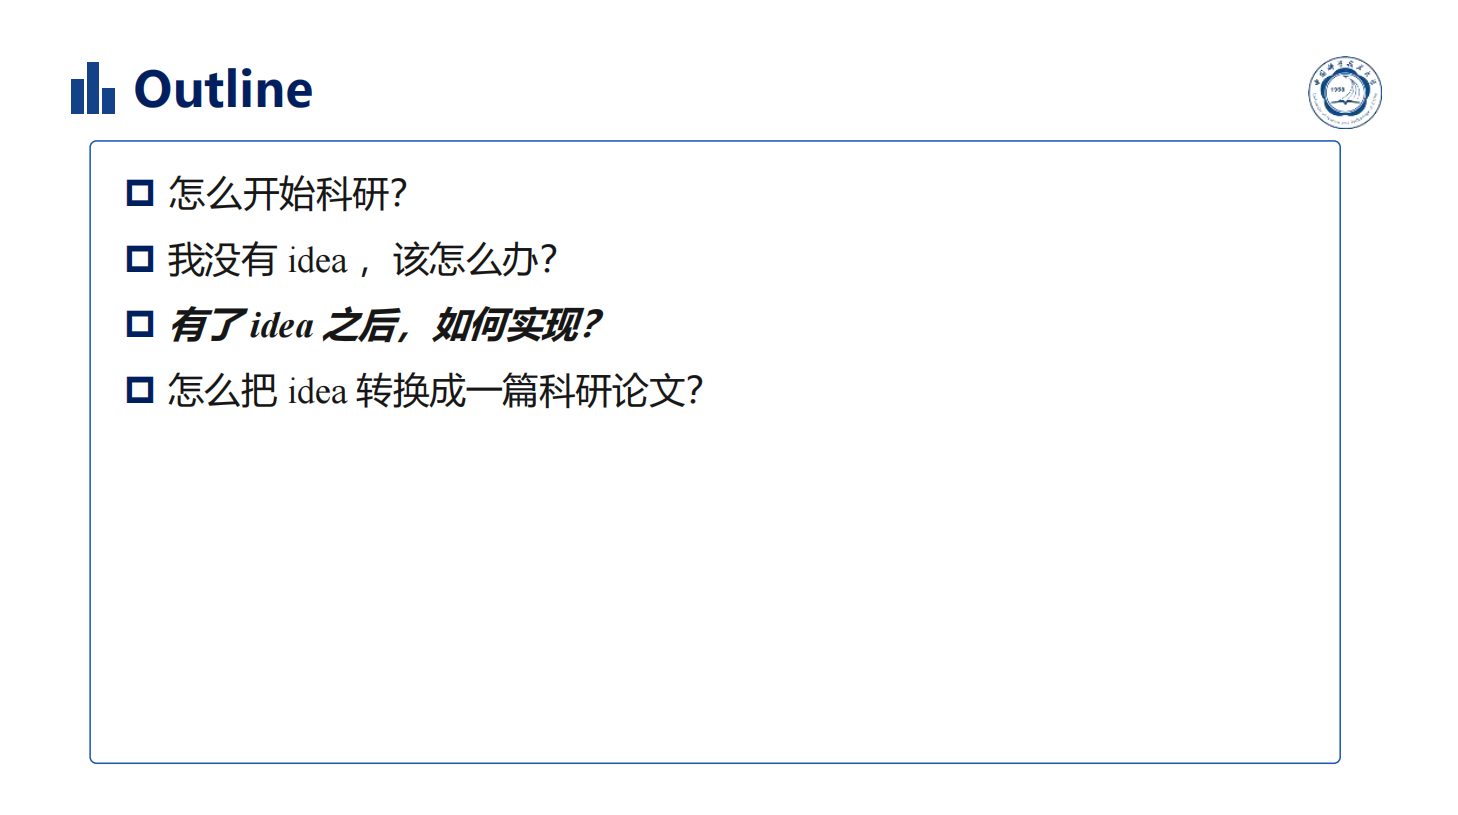 Outline
1958
怎么开始科研？
我没有 idea ，该怎么办？
有了 idea 之后，如何实现？
怎么把 idea 转换成一篇科研论文？